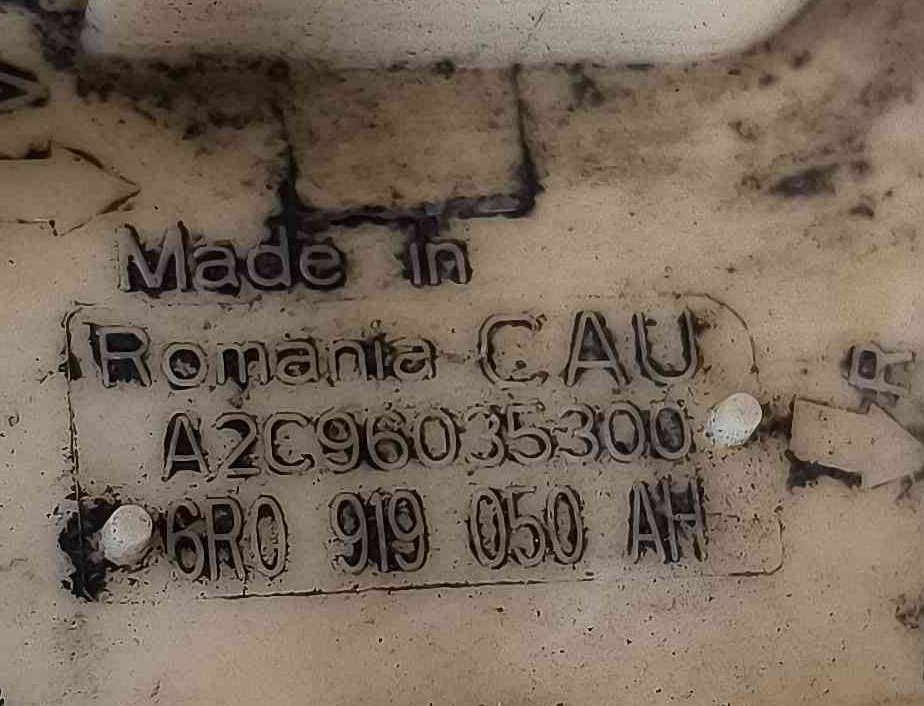 Made in
Romania CAU
R
A2C96035300
6R0 919 050 AH